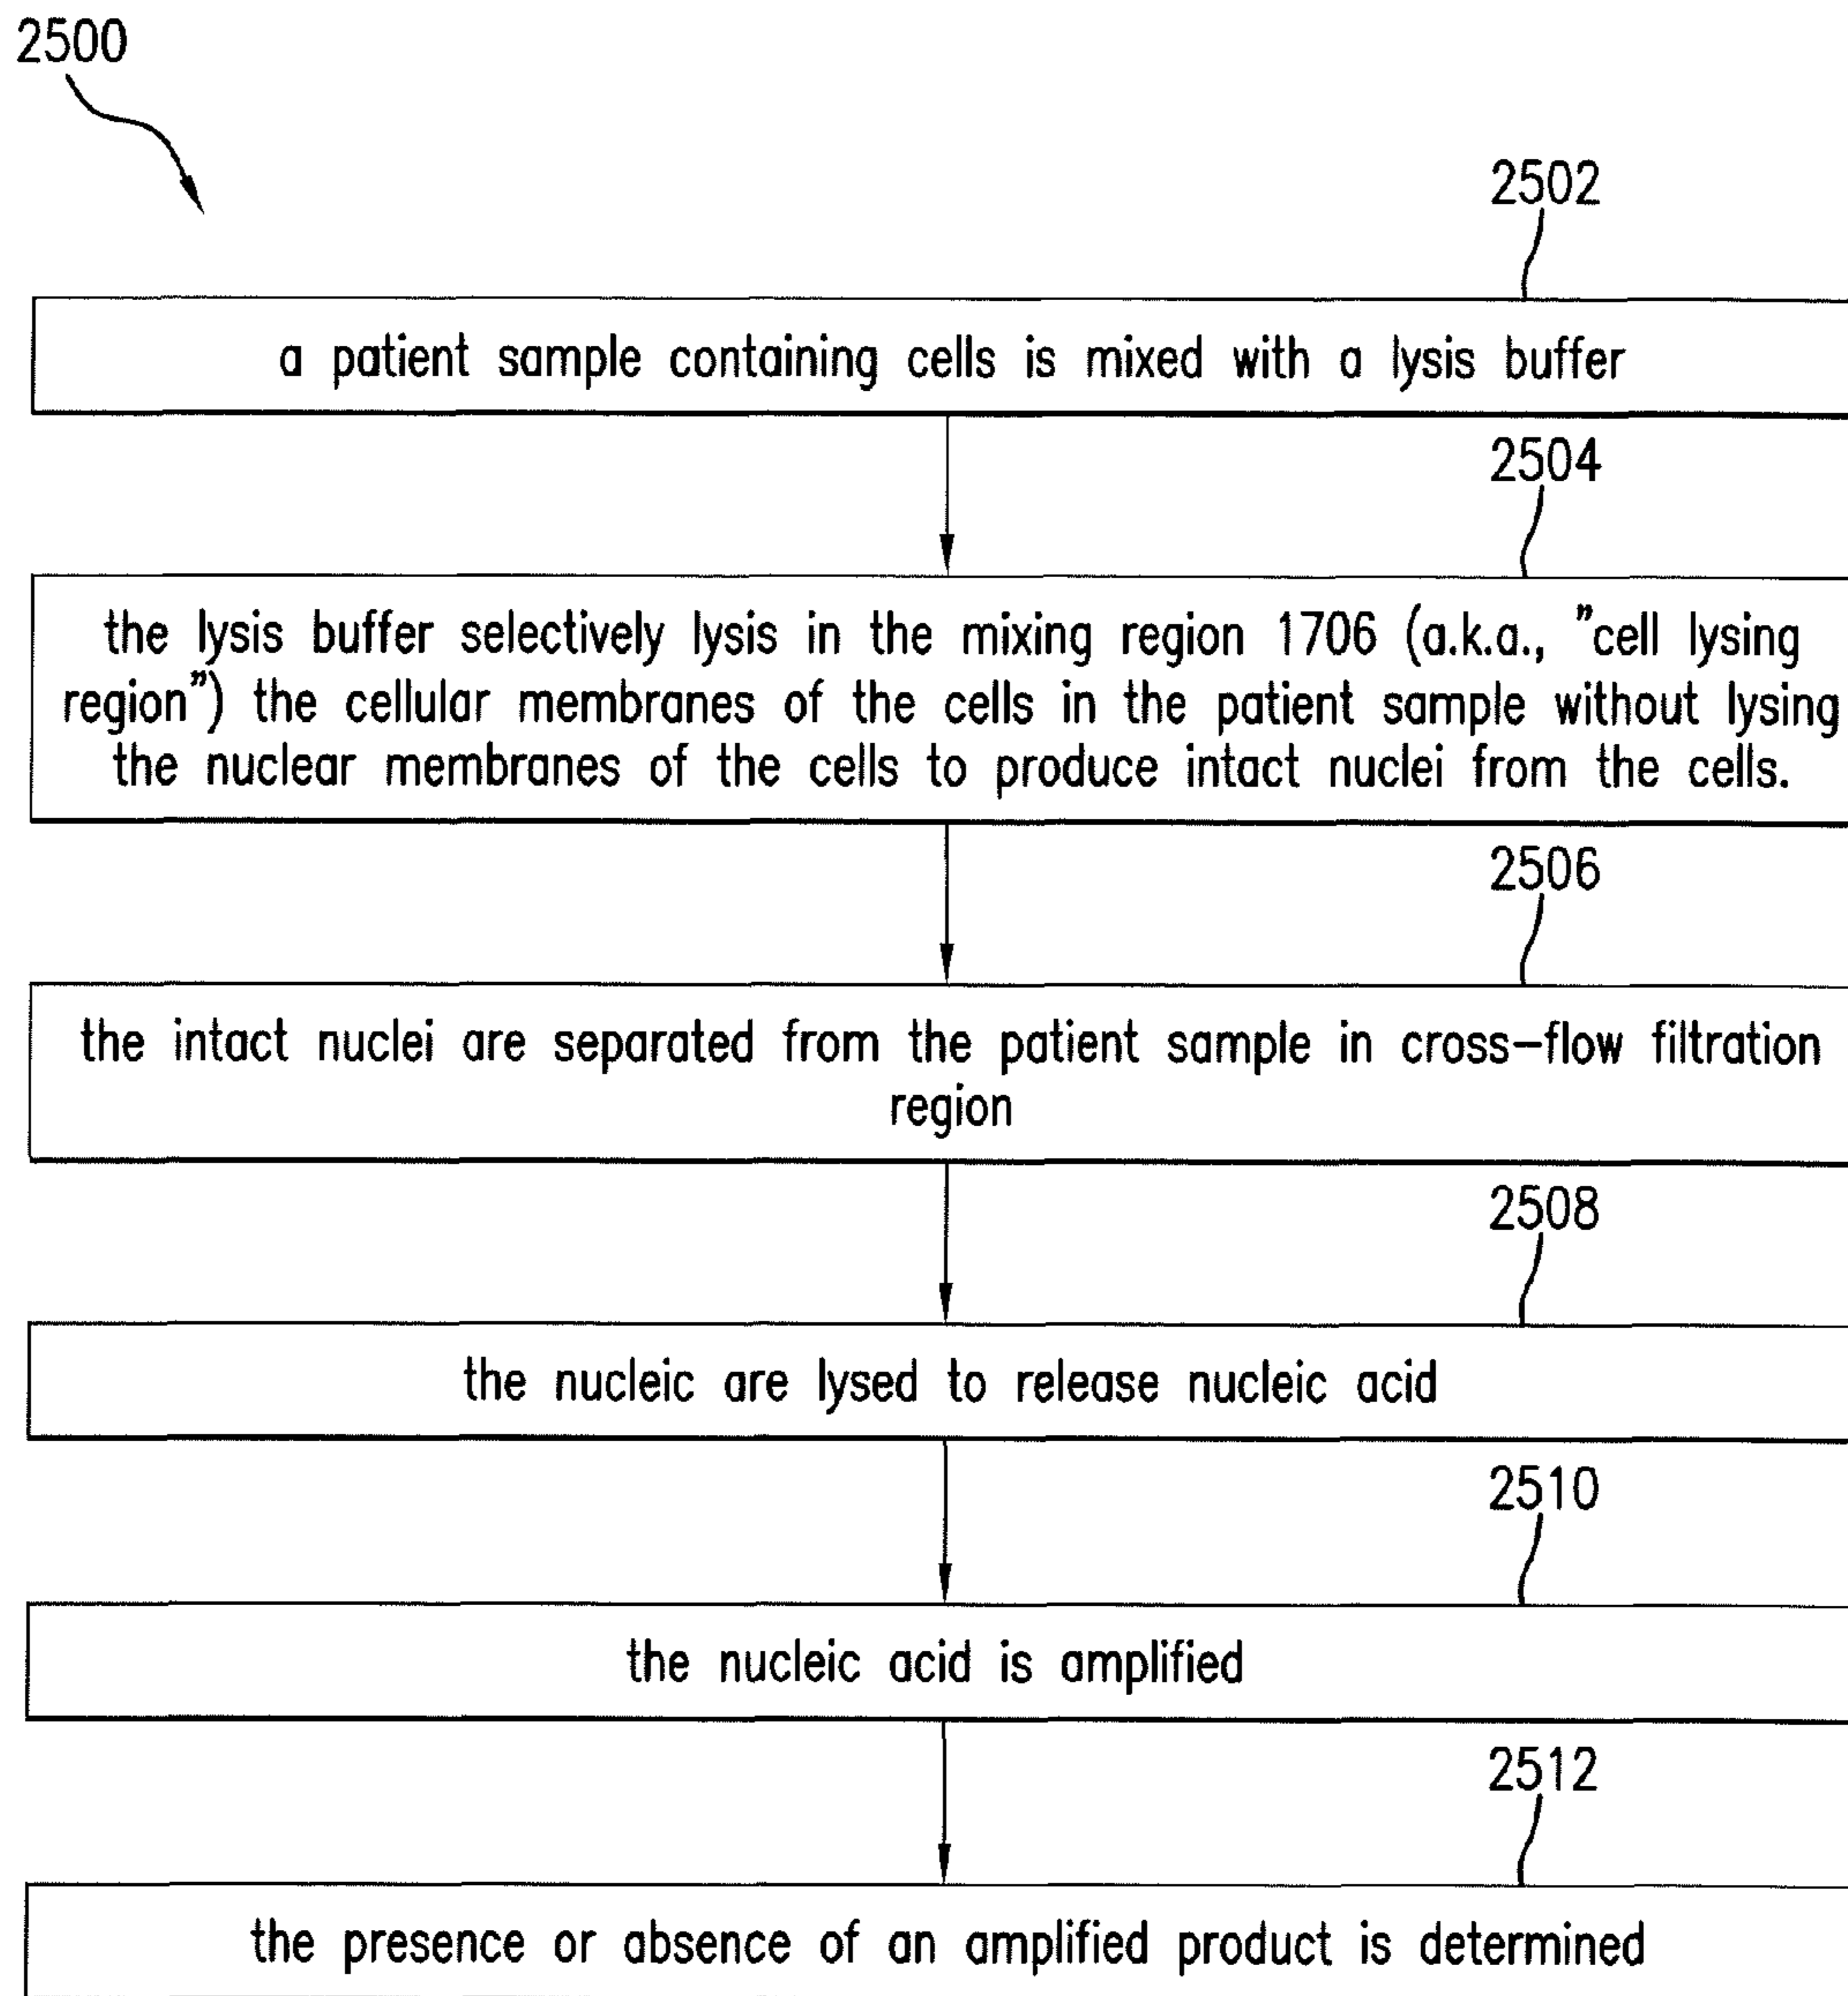 2500
2502
a patient sample containing cells is mixed with a lysis buffer
2504
the lysis buffer selectively lysis in the mixing region 1706 (a.k.a., "cell lysing
region") the cellular membranes of the cells in the patient sample without lysing
the nuclear membranes of the cells to produce intact nuclei from the cells.
2506
the intact nuclei are separated from the patient sample in cross-flow filtration
region
2508
the nucleic are lysed to release nucleic acid
2510
the nucleic acid is amplified
2512
the presence or absence of an amplified product is determined